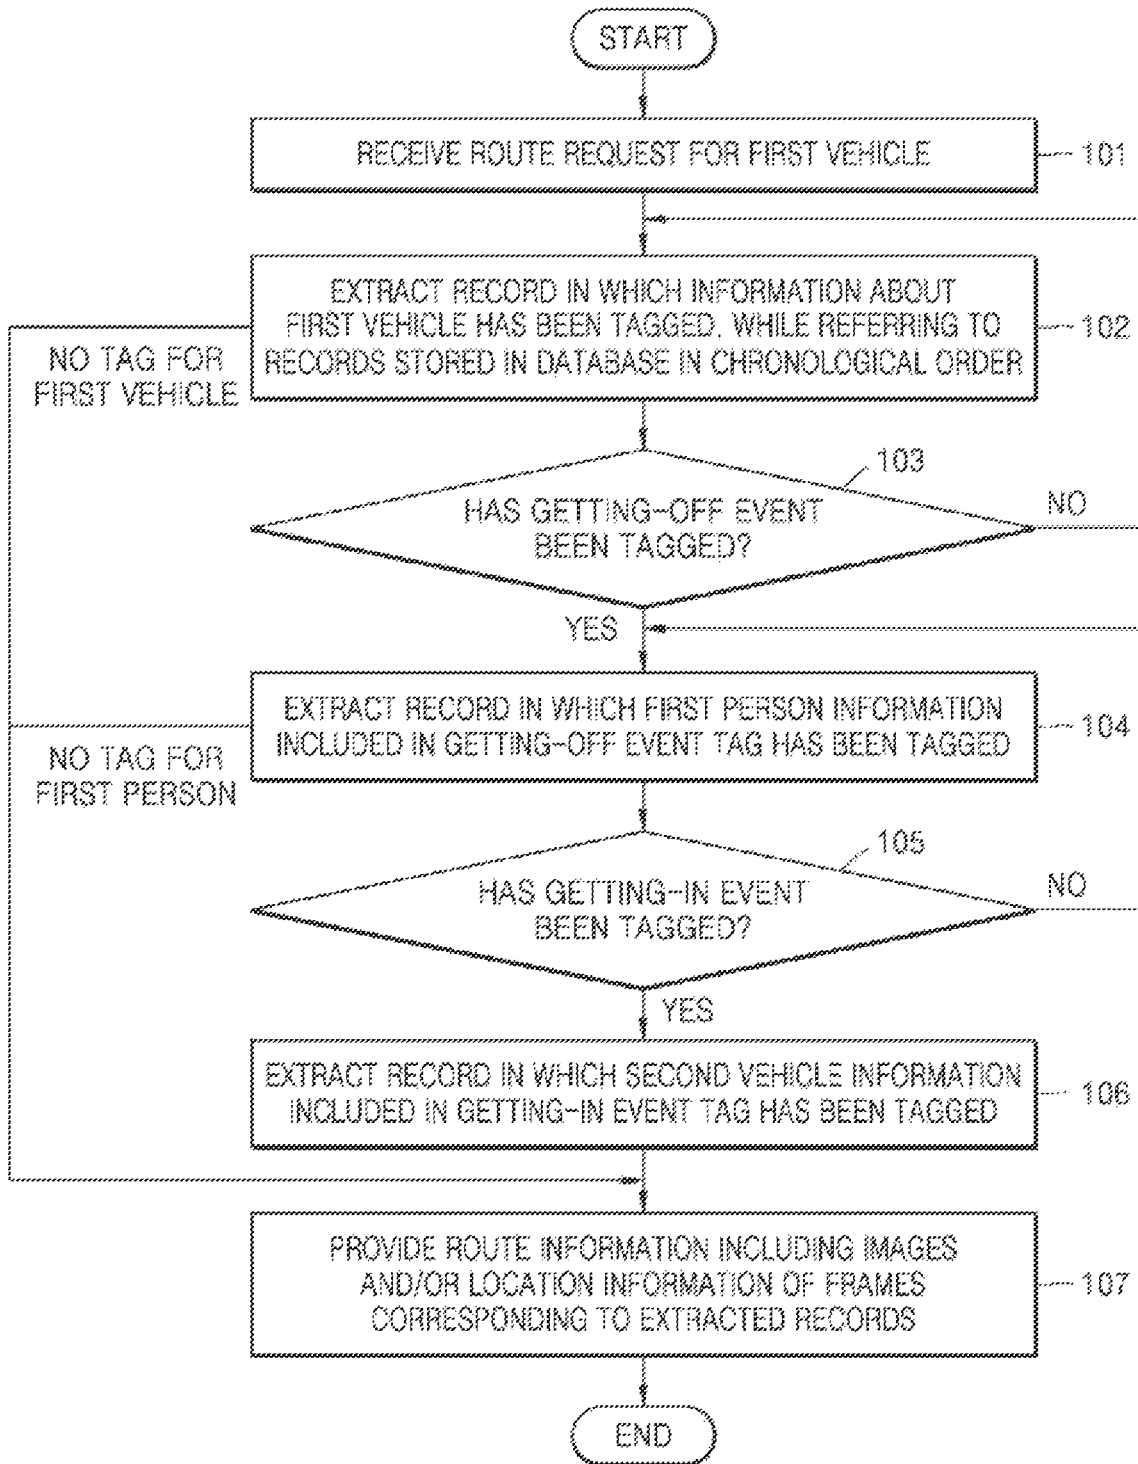 START
RECEIVE ROUTE REQUEST FOR FIRST VEHICLE
101
EXTRACT RECORD IN WHICH INFORMATION ABOUT
FIRST VEHICLE HAS BEEN TAGGED, WHILE REFERRING TO
RECORDS STORED IN DATABASE IN CHRONOLOGICAL ORDER
102
NO TAG FOR
FIRST VEHICLE
103
HAS GETTING-OFF EVENT
BEEN TAGGED?
NO
YES
EXTRACT RECORD IN WHICH FIRST PERSON INFORMATION
INCLUDED IN GETTING-OFF EVENT TAG HAS BEEN TAGGED
104
NO TAG FOR
FIRST PERSON
105
HAS GETTING-IN EVENT
BEEN TAGGED?
NO
YES
EXTRACT RECORD IN WHICH SECOND VEHICLE INFORMATION
INCLUDED IN GETTING-IN EVENT TAG HAS BEEN TAGGED
106
PROVIDE ROUTE INFORMATION INCLUDING IMAGES
AND/OR LOCATION INFORMATION OF FRAMES
CORRESPONDING TO EXTRACTED RECORDS
107
END